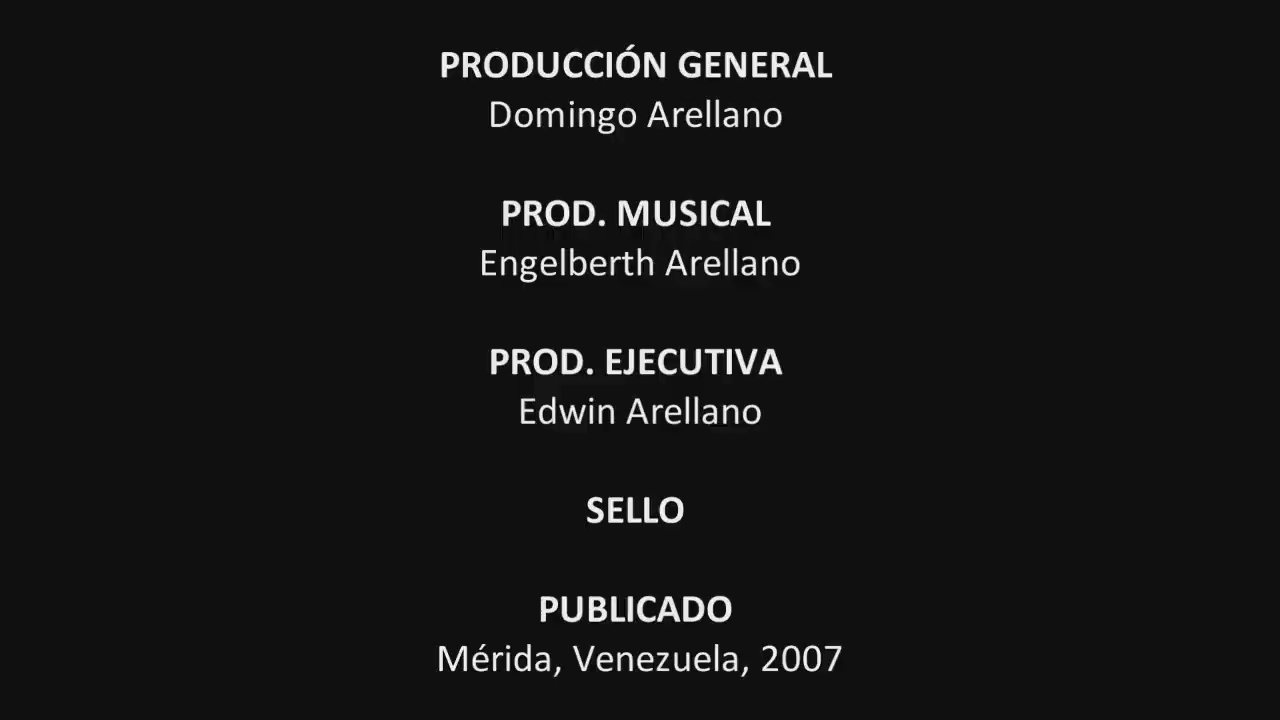 PRODUCCIÓN GENERAL
Domingo Arellano
PROD. MUSICAL
Engelberth Arellano
PROD. EJECUTIVA
Edwin Arellano
SELLO
PUBLICADO
Mérida, Venezuela, 2007